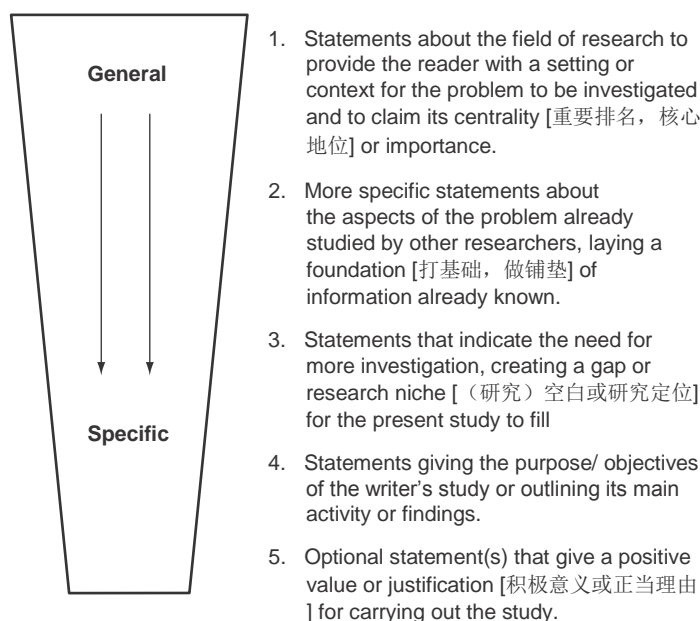 General
Specific
1. Statements about the field of research to
provide the reader with a setting or
context for the problem to be investigated
and to claim its centrality [重要排名，核心
地位] or importance.
2. More specific statements about
the aspects of the problem already
studied by other researchers, laying a
foundation [打基础，做铺垫] of
information already known.
3. Statements that indicate the need for
more investigation, creating a gap or
research niche [（研究）空白或研究定位]
for the present study to fill
4. Statements giving the purpose/ objectives
of the writer’s study or outlining its main
activity or findings.
5. Optional statement(s) that give a positive
value or justification [积极意义或正当理由
] for carrying out the study.